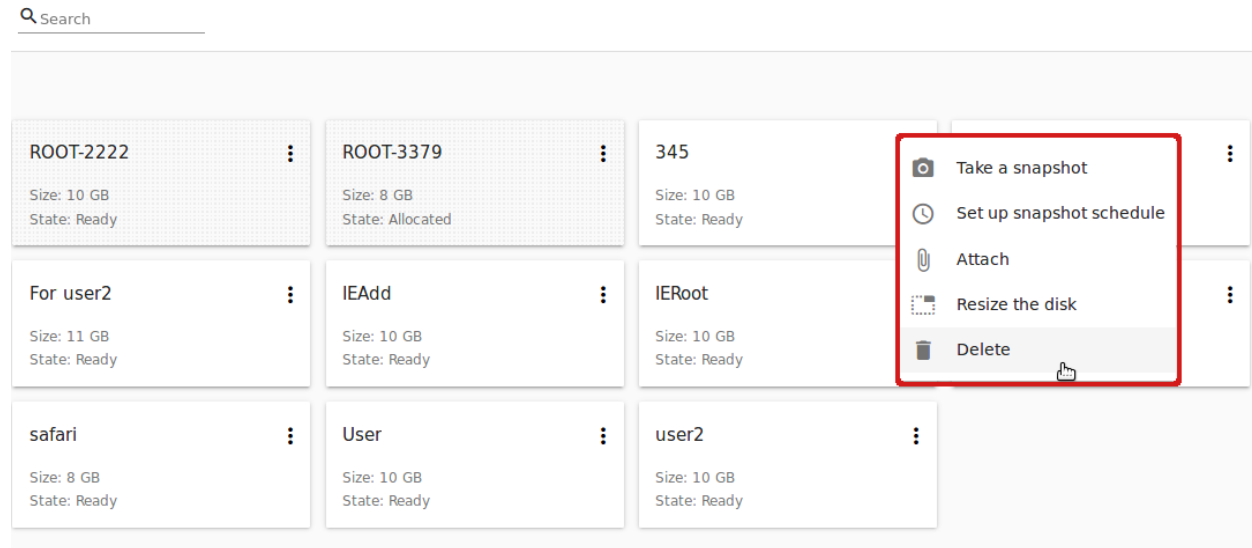 Search
ROOT-2222
Size: 10 GB
State: Ready
ROOT-3379
Size: 8 GB
State: Allocated
345
Size: 10 GB
State: Ready
Take a snapshot
Set up snapshot schedule
Attach
Resize the disk
Delete
For user2
Size: 11 GB
State: Ready
IEAdd
Size: 10 GB
State: Ready
IERoot
Size: 10 GB
State: Ready
safari
Size: 8 GB
State: Ready
User
Size: 10 GB
State: Ready
user2
Size: 10 GB
State: Ready